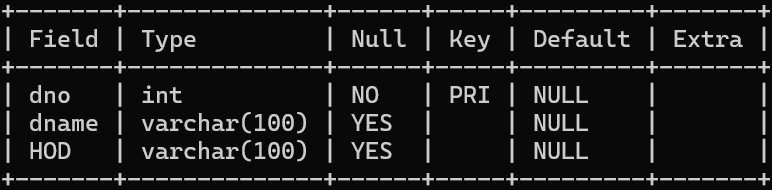 +-------+--------------+------+-----+---------+-------+
| Field | Type         | Null | Key | Default | Extra |
+-------+--------------+------+-----+---------+-------+
| dno   | int          | NO   | PRI | NULL    |       |
| dname | varchar(100) | YES  |     | NULL    |       |
| HOD   | varchar(100) | YES  |     | NULL    |       |
+-------+--------------+------+-----+---------+-------+